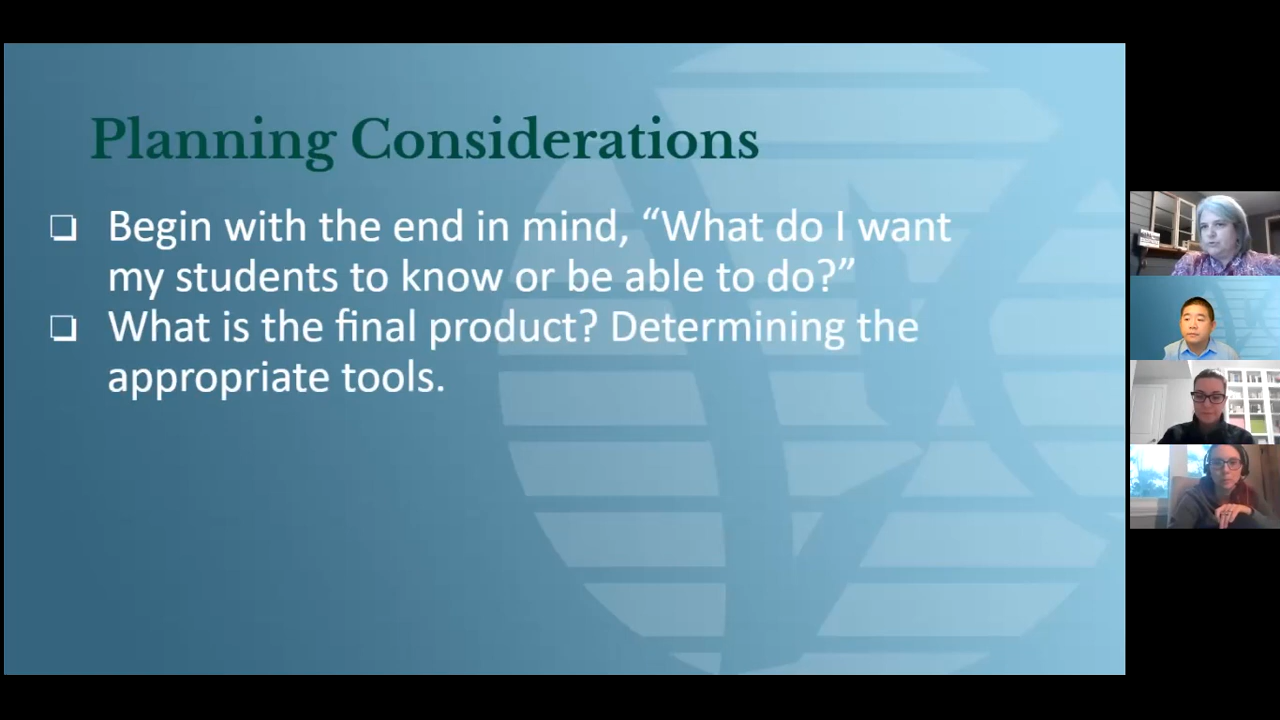 Planning Considerations
❏ Begin with the end in mind, “What do I want
my students to know or be able to do?”
❏ What is the final product? Determining the
appropriate tools.